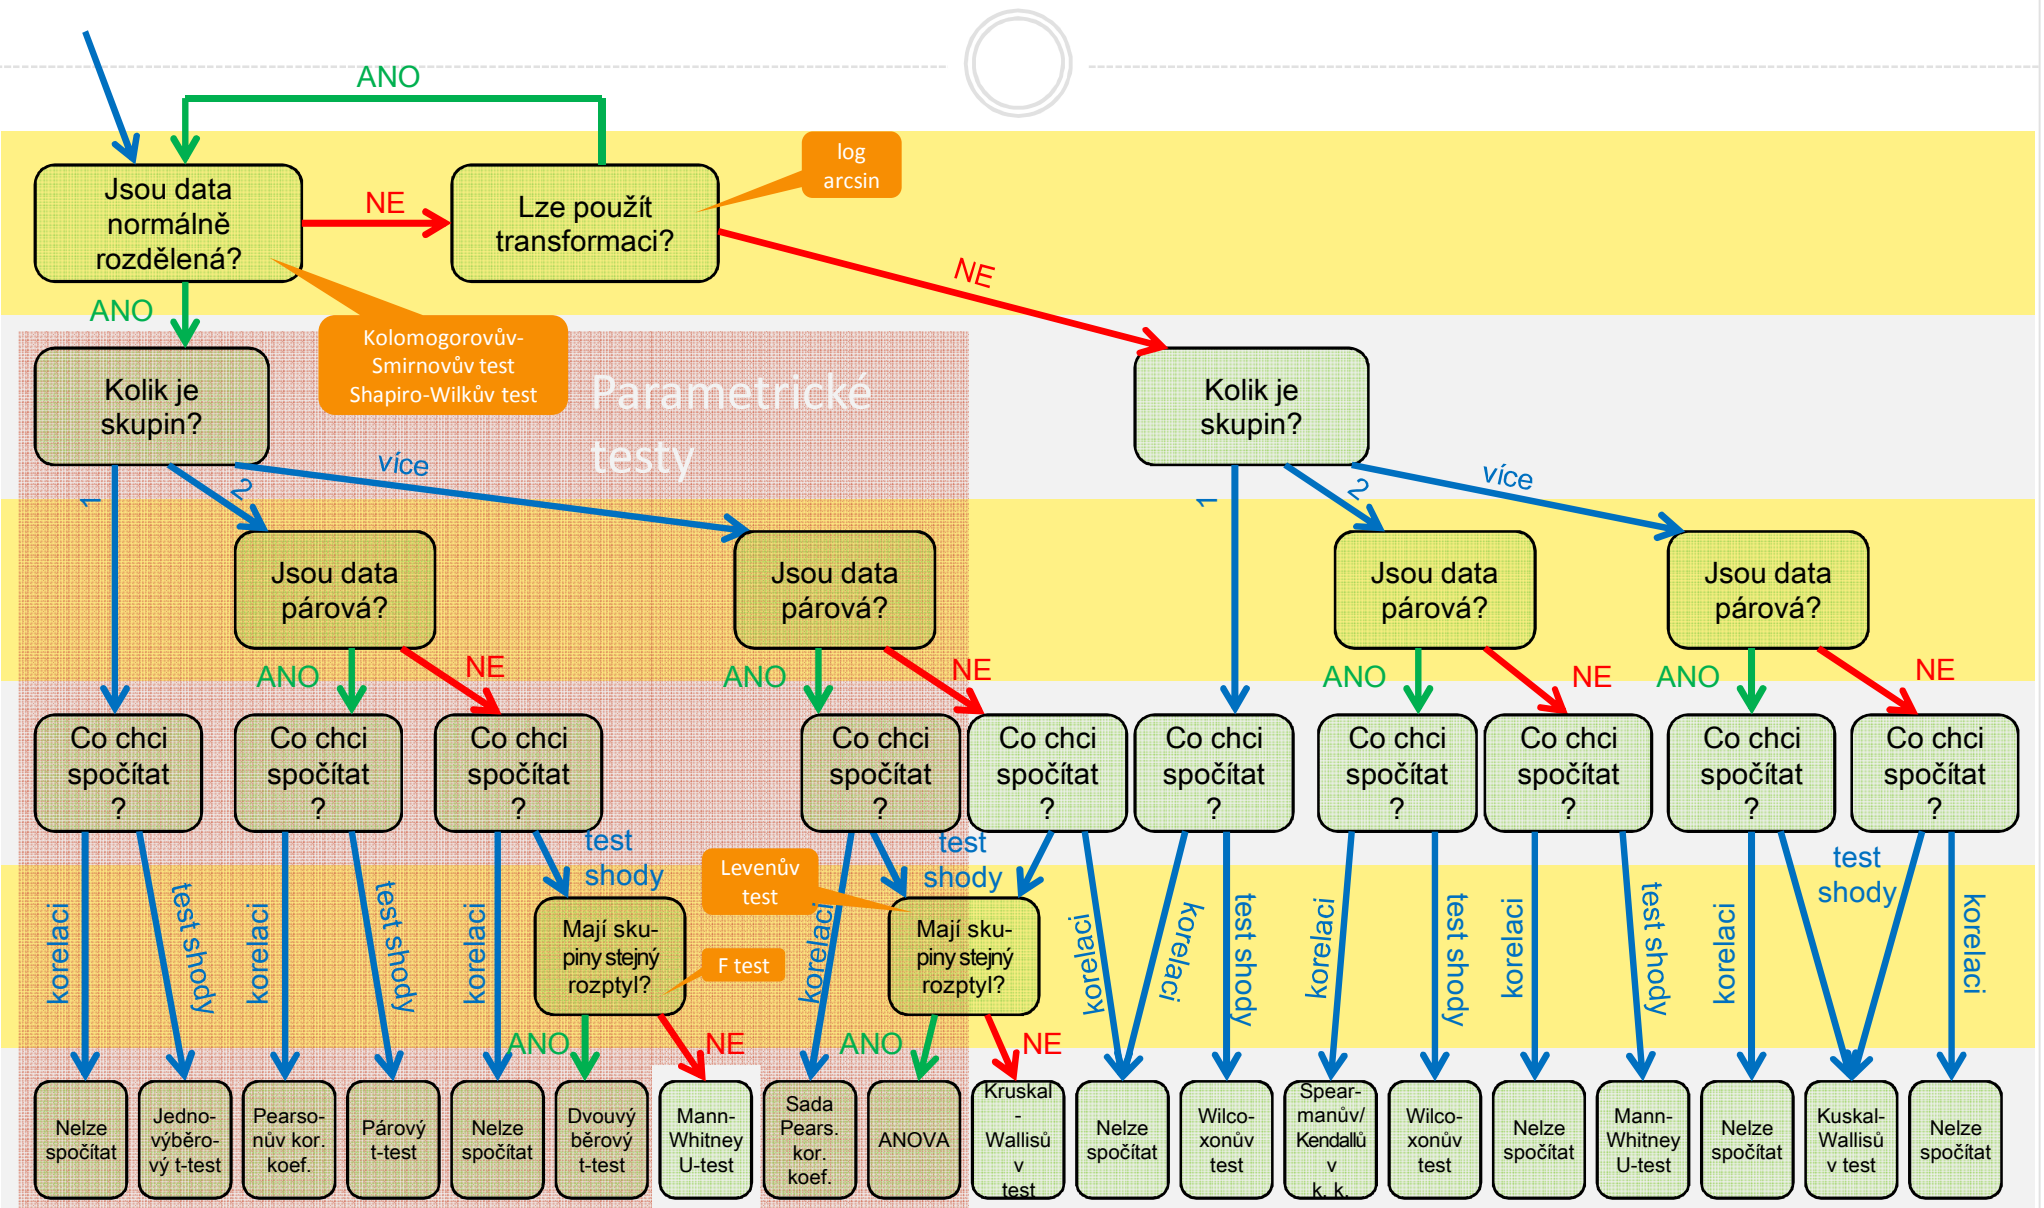 ANO
log
arcsin
Jsou data
normálně
rozdělená?
NE
Lze použít
transformaci?
NE
ANO
Kolomogorovův-
Smirnovův test
Shapiro-Wilkův test
Parametrické
testy
Kolik je
skupin?
Kolik je
skupin?
1
2
více
1
2
více
Jsou data
párová?
Jsou data
párová?
Jsou data
párová?
Jsou data
párová?
ANO
NE
ANO
NE
ANO
NE
ANO
NE
Co chci
spočítat
?
Co chci
spočítat
?
Co chci
spočítat
?
Co chci
spočítat
?
Co chci
spočítat
?
Co chci
spočítat
?
Co chci
spočítat
?
Co chci
spočítat
?
Co chci
spočítat
?
Co chci
spočítat
?
korelaci
test shody
korelaci
test shody
korelaci
test
shody
Levenův
test
korelaci
test
shody
korelaci
korelaci
test shody
korelaci
test shody
korelaci
test shody
korelaci
test
shody
korelaci
Mají sku-
piny stejný
rozptyl?
F test
Mají sku-
piny stejný
rozptyl?
ANO
NE
ANO
NE
Nelze
spočítat
Jedno-
výběro-
vý t-test
Pearso-
nův kor.
koef.
Párový
t-test
Nelze
spočítat
Dvouvý
běrový
t-test
Mann-
Whitney
U-test
Sada
Pears.
kor.
koef.
ANOVA
Kruskal
-
Wallisů
v
test
Nelze
spočítat
Wilco-
xonův
test
Spear-
manův/
Kendallů
v
k. k.
Wilco-
xonův
test
Nelze
spočítat
Mann-
Whitney
U-test
Nelze
spočítat
Kuskal-
Wallisů
v test
Nelze
spočítat